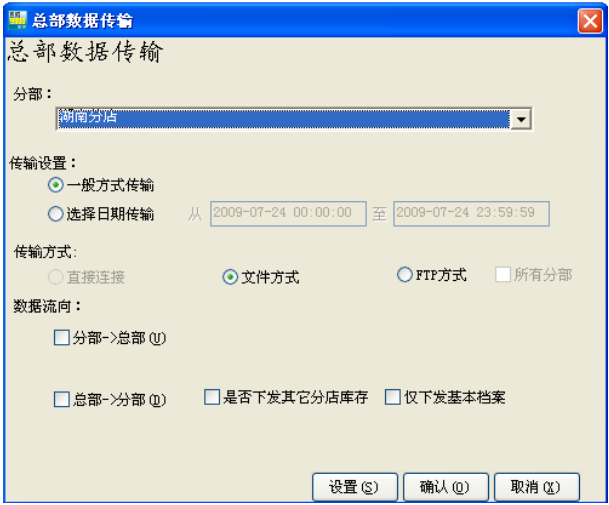 总部数据传输
总部数据传输
分部：
湖南分店
传输设置：
一般方式传输
选择日期传输 从 2009-07-24 00:00:00 至 2009-07-24 23:59:59
传输方式:
直接连接 文件方式 FTP方式 所有分部
数据流向：
分部->总部(U)
总部->分部(D) 是否下发其它分店库存 仅下发基本档案
设置(S) 确认(O) 取消(X)